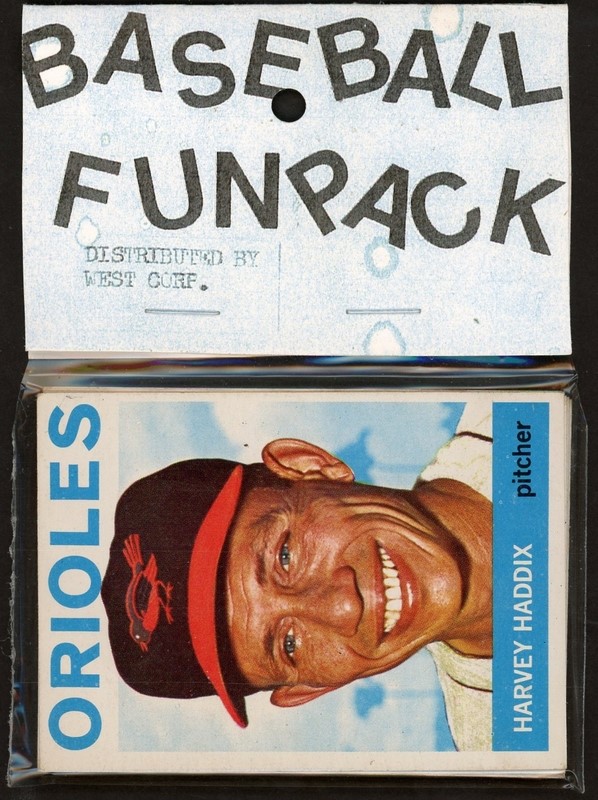 BASEBALL
FUNPACK
DISTRIBUTED BY
WEST CORP.
ORIOLES
HARVEY HADDIX pitcher